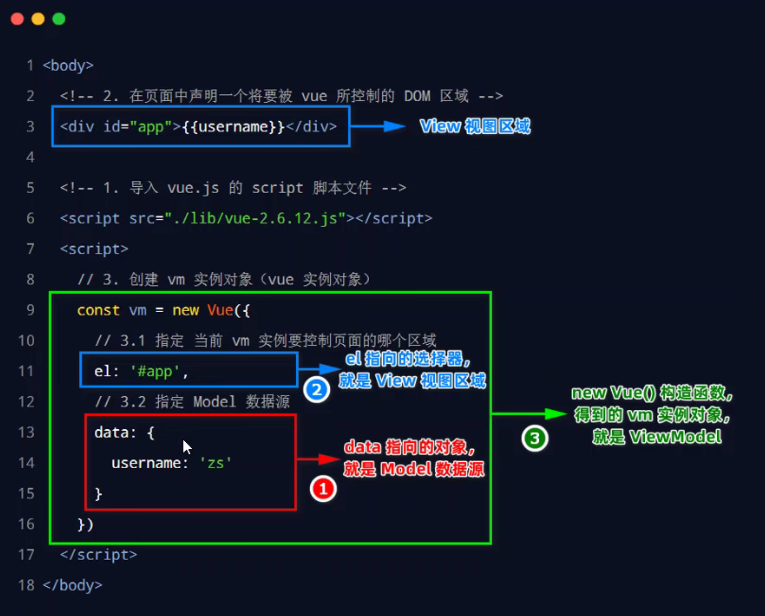 1 <body>
2 <!-- 2. 在页面中声明一个将要被 vue 所控制的 DOM 区域 -->
3 <div id="app">{{username}}</div>
View 视图区域
4
5 <!-- 1. 导入 vue.js 的 script 脚本文件 -->
6 <script src="./lib/vue-2.6.12.js"></script>
7 <script>
8 // 3. 创建 vm 实例对象（vue 实例对象）
9 const vm = new Vue({
10 // 3.1 指定 当前 vm 实例要控制页面的哪个区域
11 el: '#app',
el 指向的选择器，
就是 View 视图区域
2
12 // 3.2 指定 Model 数据源
13 data: {
14 username: 'zs'
15 }
data 指向的对象，
就是 Model 数据源
1
new Vue() 构造函数，
得到的 vm 实例对象，
就是 ViewModel
3
16 })
17 </script>
18 </body>